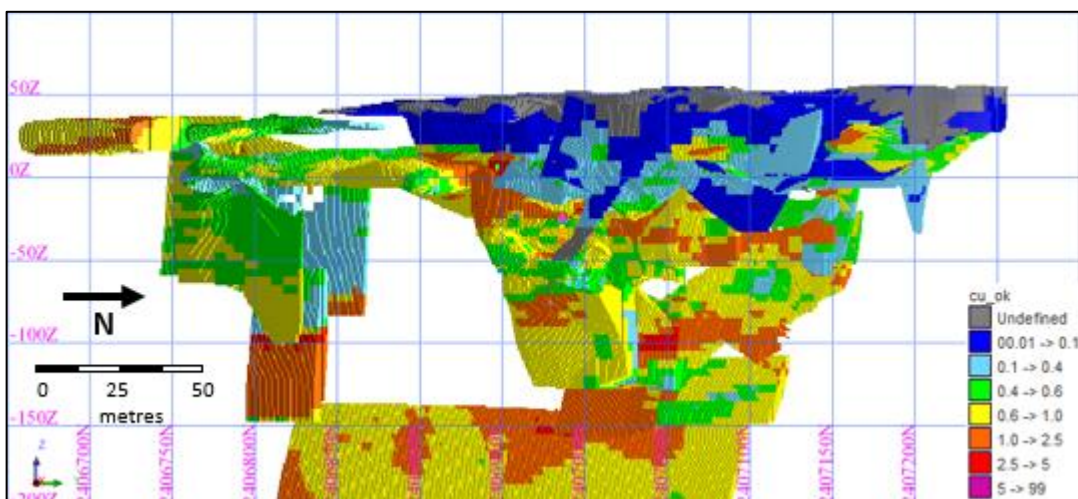 50Z
0Z
-50Z
-100Z
-150Z
N
0 25 50
metres
2406700N
2406750N
2406800N
2407150N
2407200N
Z
cu_ok
Undefined
00.01 -> 0.1
0.1 -> 0.4
0.4 -> 0.6
0.6 -> 1.0
1.0 -> 2.5
2.5 -> 5
5 -> 99